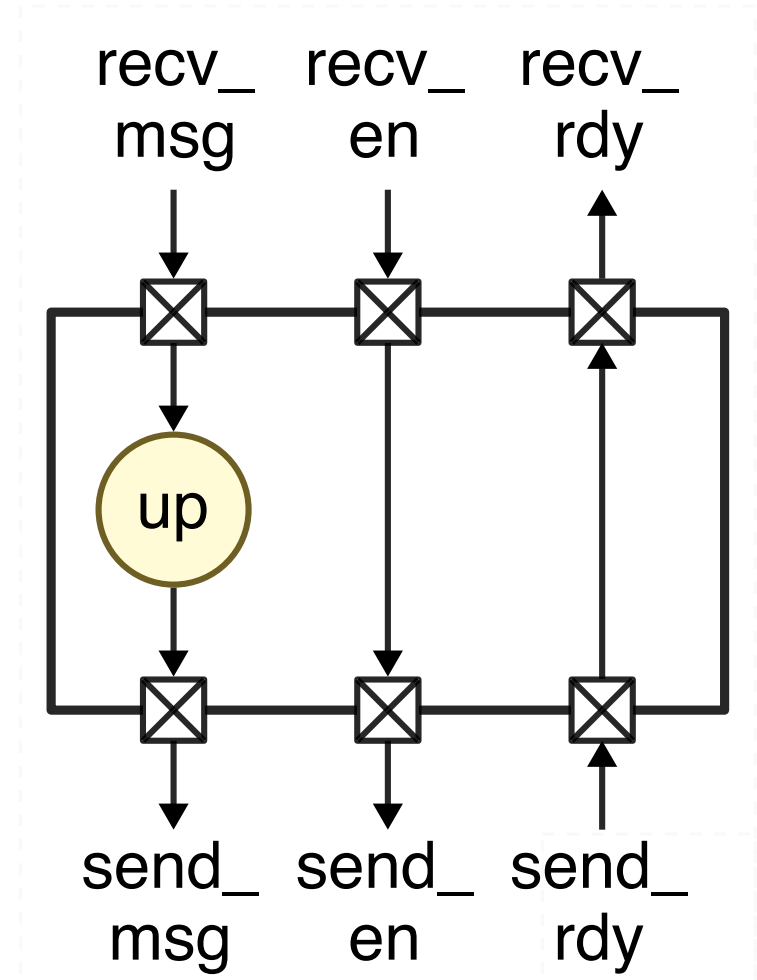 recv_ recv_ recv_
msg en rdy
up
send_ send_ send_
msg en rdy